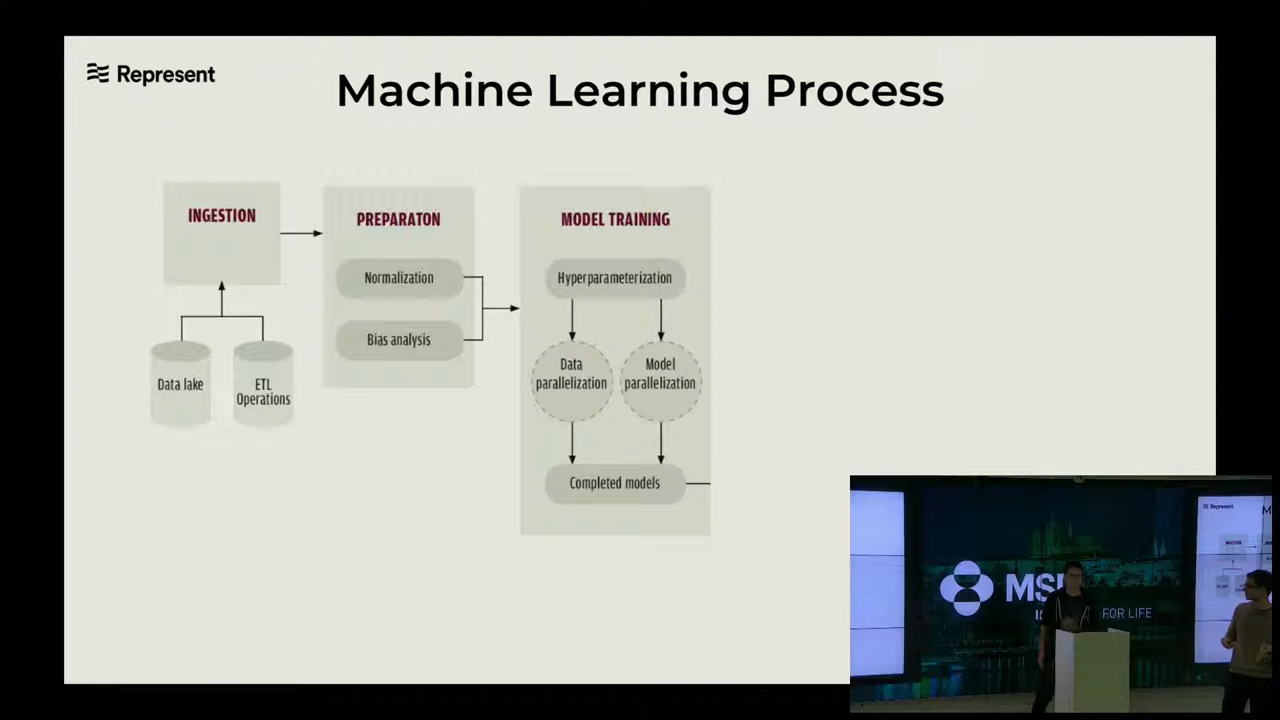 Represent
Machine Learning Process
INGESTION
PREPARATON
MODEL TRAINING
Normalization
Hyperparameterization
Bias analysis
Data
parallelization
Model
parallelization
Data lake
ETL
Operations
Completed models
Represent
FOR LIFE